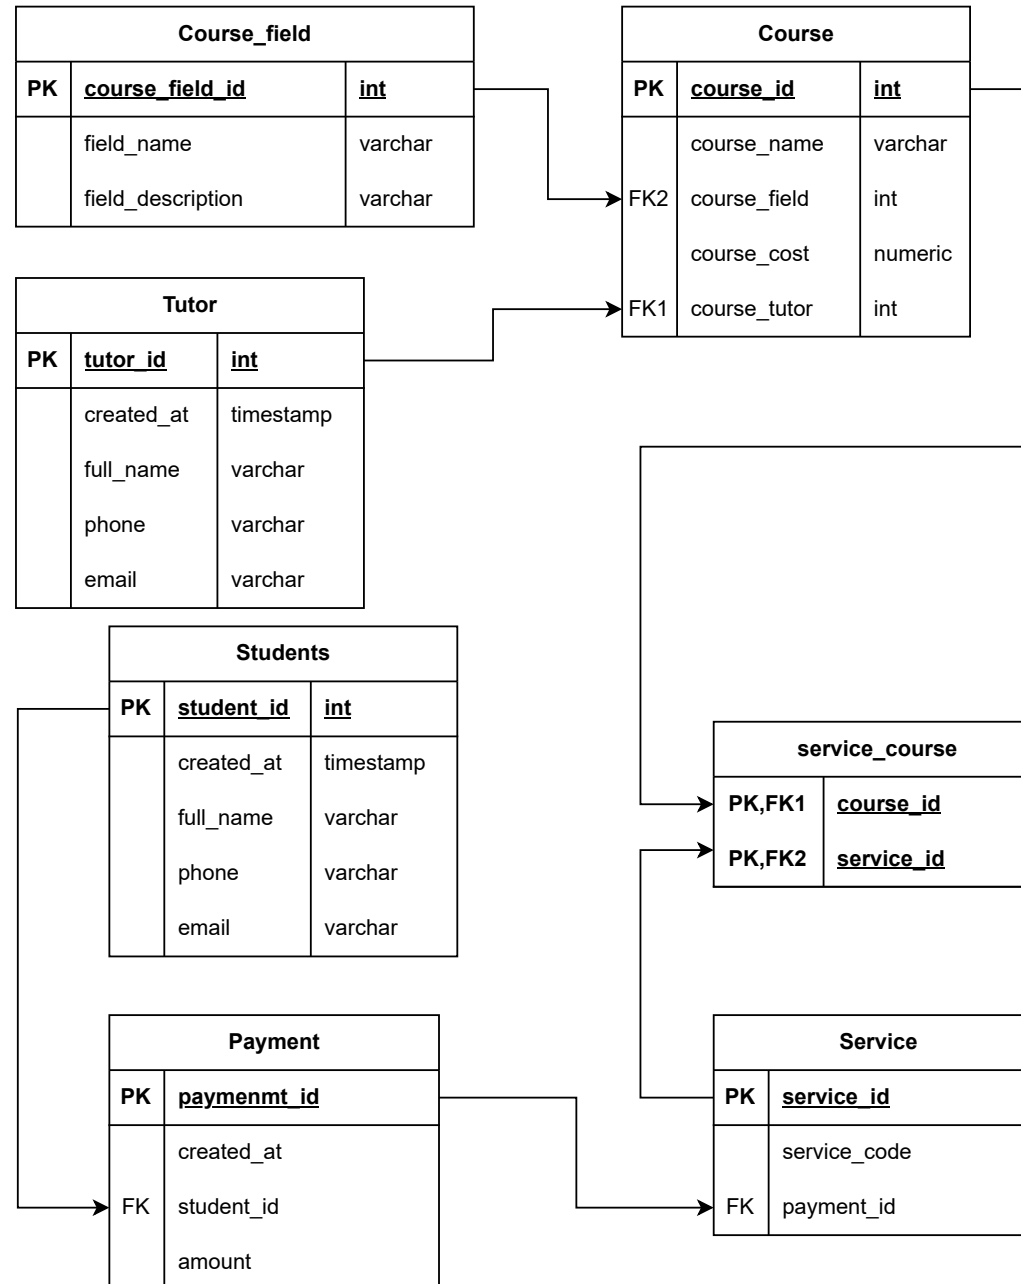 Course_field
PK course_field_id int
field_name varchar
field_description varchar
Course
PK course_id int
course_name varchar
FK2 course_field int
course_cost numeric
FK1 course_tutor int
Tutor
PK tutor_id int
created_at timestamp
full_name varchar
phone varchar
email varchar
Students
PK student_id int
created_at timestamp
full_name varchar
phone varchar
email varchar
service_course
PK,FK1 course_id
PK,FK2 service_id
Payment
PK paymenmt_id
created_at
FK student_id
amount
Service
PK service_id
service_code
FK payment_id